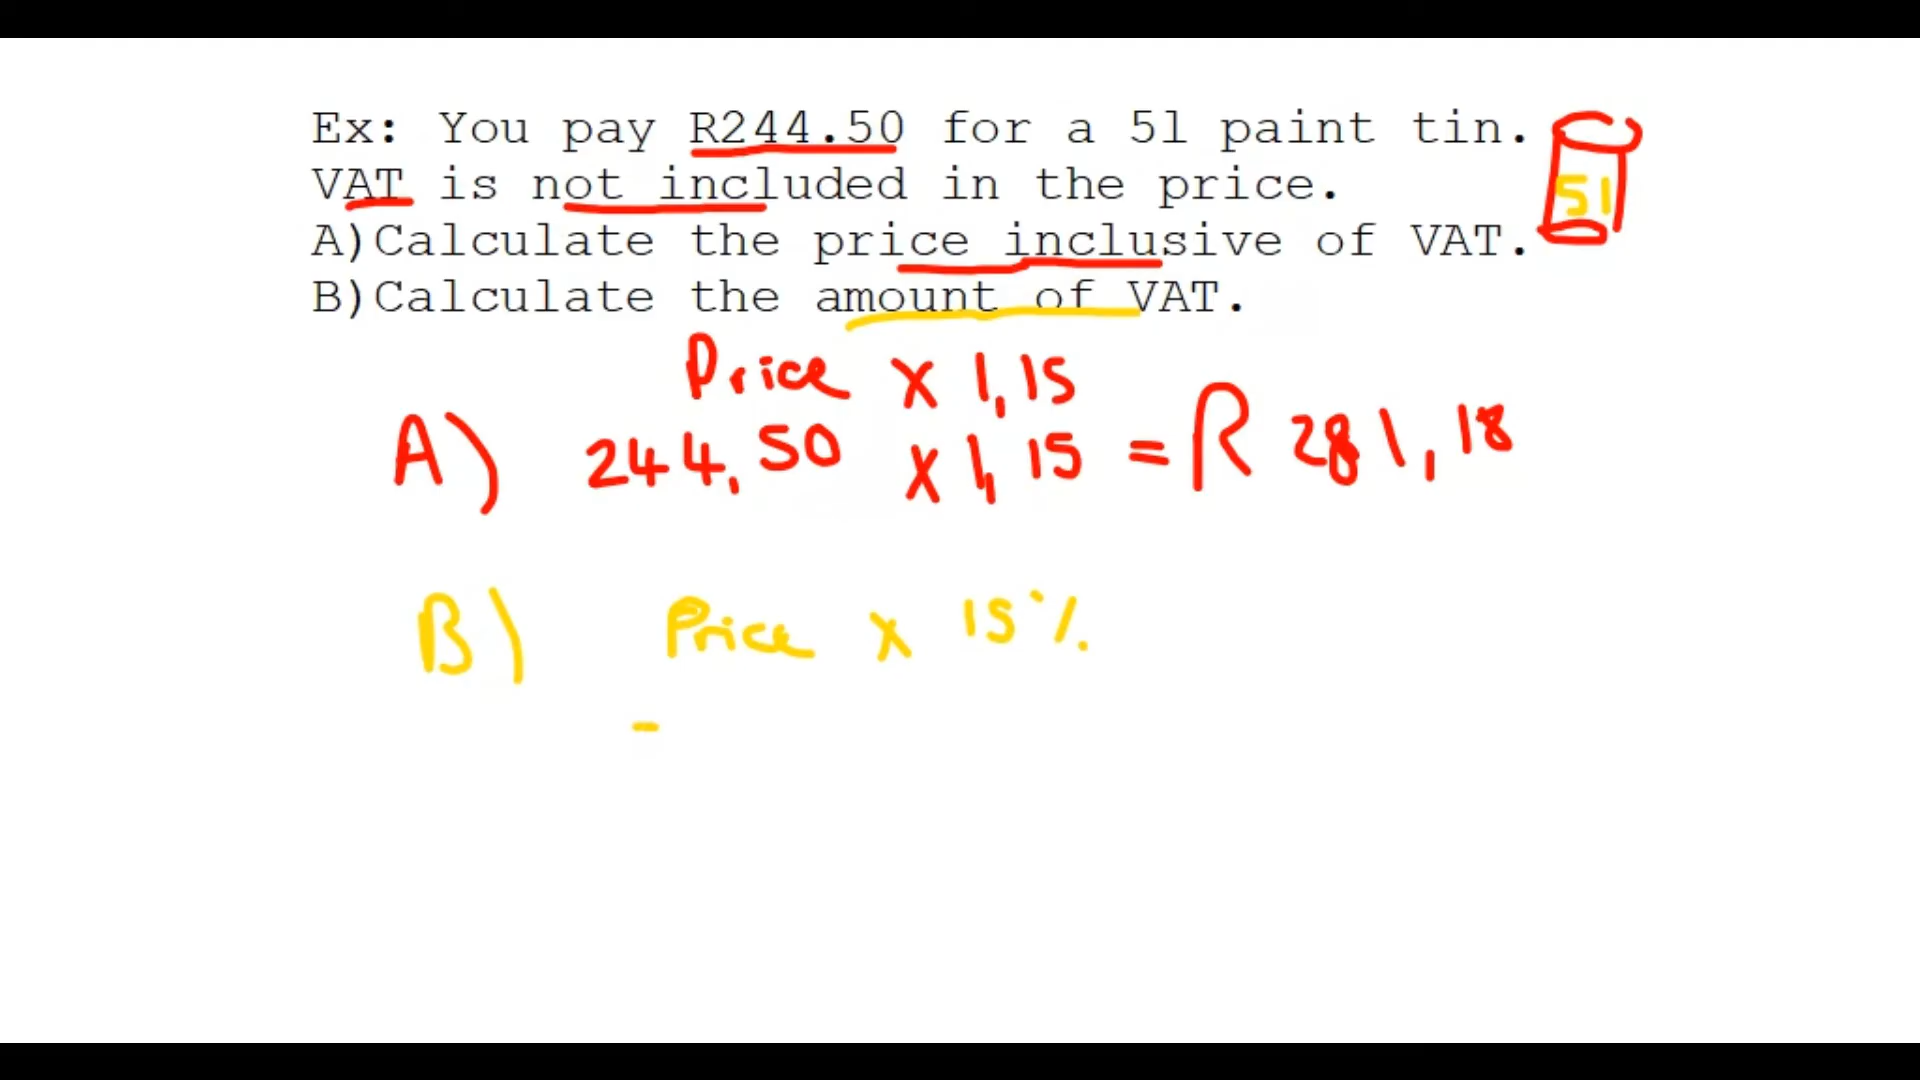 Ex: You pay R244.50 for a 5l paint tin.
VAT is not included in the price.
5l
A)Calculate the price inclusive of VAT.
B)Calculate the amount of VAT.
Price x 1,15
A) 244,50 x 1,15 = R 281,18
B) Price x 15%